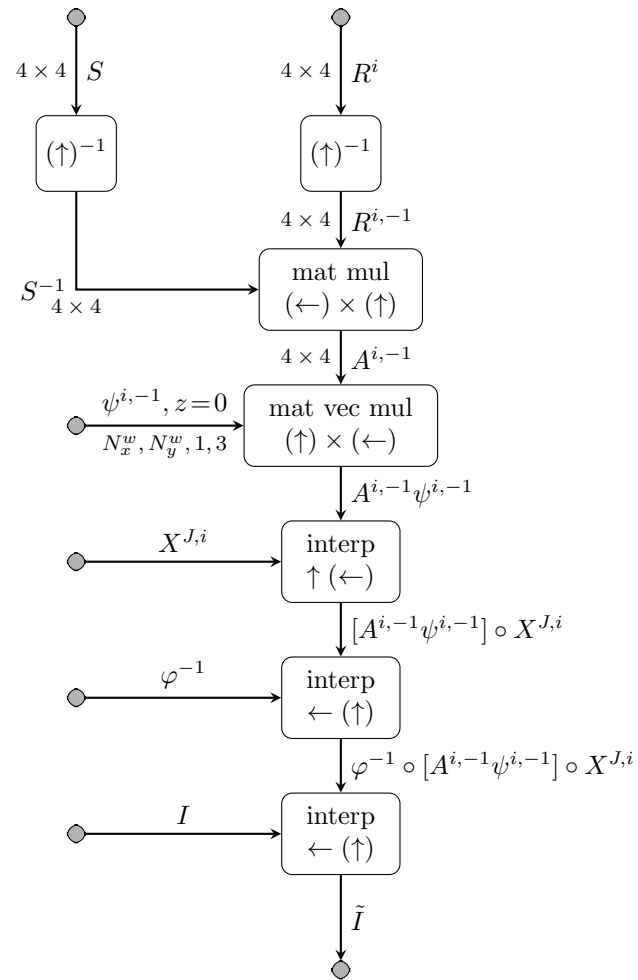 4 × 4 S 4 × 4 R^i
(↑)^{-1} (↑)^{-1}
4 × 4 R^{i,-1}
mat mul
S^{-1} (←) × (↑)
4 × 4
4 × 4 A^{i,-1}
ψ^{i,-1}, z=0 mat vec mul
N_x^w, N_y^w, 1, 3 (↑) × (←)
A^{i,-1}ψ^{i,-1}
X^{J,i} interp
↑ (←)
[A^{i,-1}ψ^{i,-1}] ∘ X^{J,i}
φ^{-1} interp
← (↑)
φ^{-1} ∘ [A^{i,-1}ψ^{i,-1}] ∘ X^{J,i}
I interp
← (↑)
Ĩ